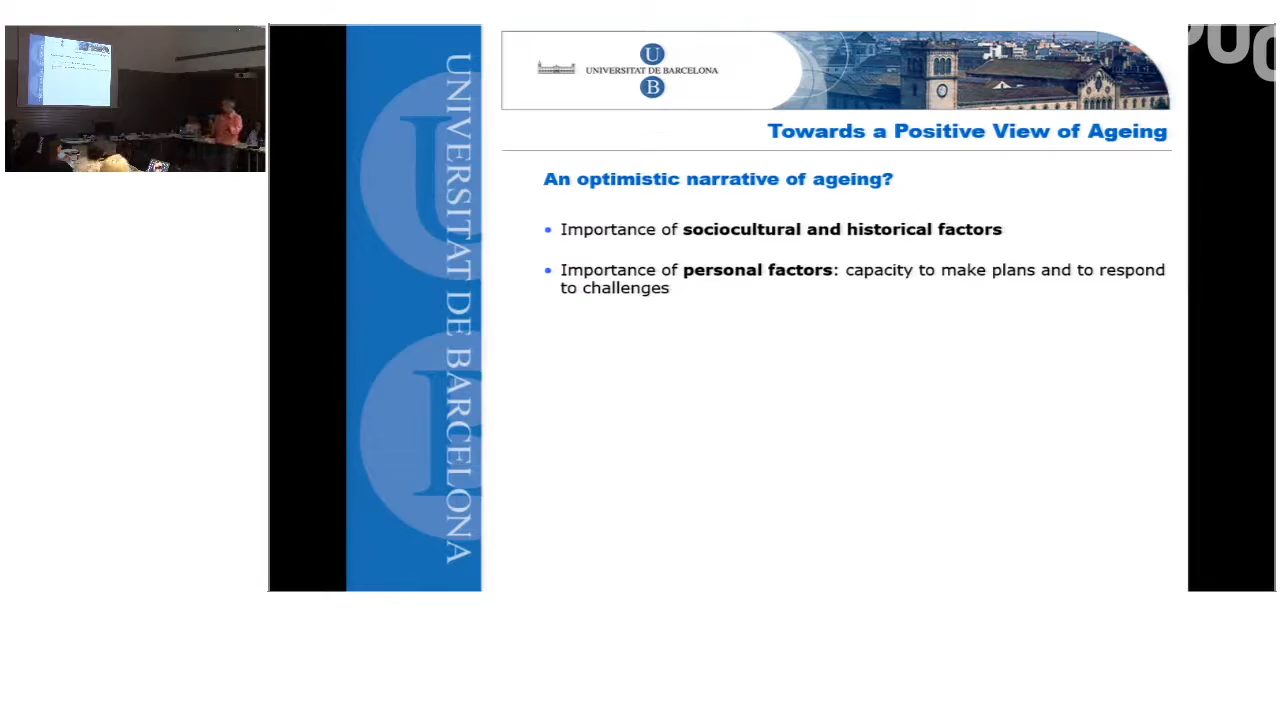 UNIVERSITAT DE BARCELONA
U
UNIVERSITAT DE BARCELONA
B
Towards a Positive View of Ageing
An optimistic narrative of ageing?
• Importance of sociocultural and historical factors
• Importance of personal factors: capacity to make plans and to respond
to challenges